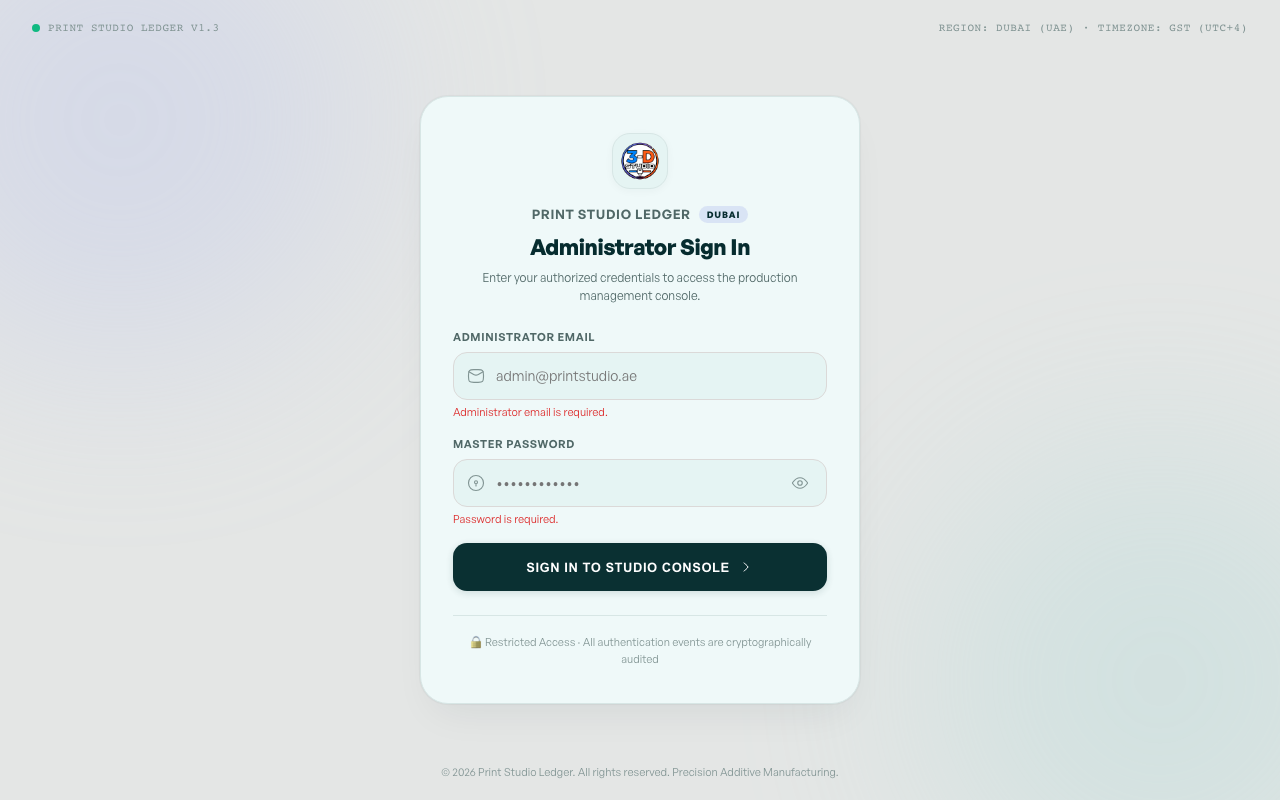 PRINT STUDIO LEDGER V1.3
REGION: DUBAI (UAE) · TIMEZONE: GST (UTC+4)
3-D
PRINT STUDIO LEDGER DUBAI
Administrator Sign In
Enter your authorized credentials to access the production
management console.
ADMINISTRATOR EMAIL
admin@printstudio.ae
Administrator email is required.
MASTER PASSWORD
••••••••••••
Password is required.
SIGN IN TO STUDIO CONSOLE
🔒 Restricted Access · All authentication events are cryptographically
audited
© 2026 Print Studio Ledger. All rights reserved. Precision Additive Manufacturing.